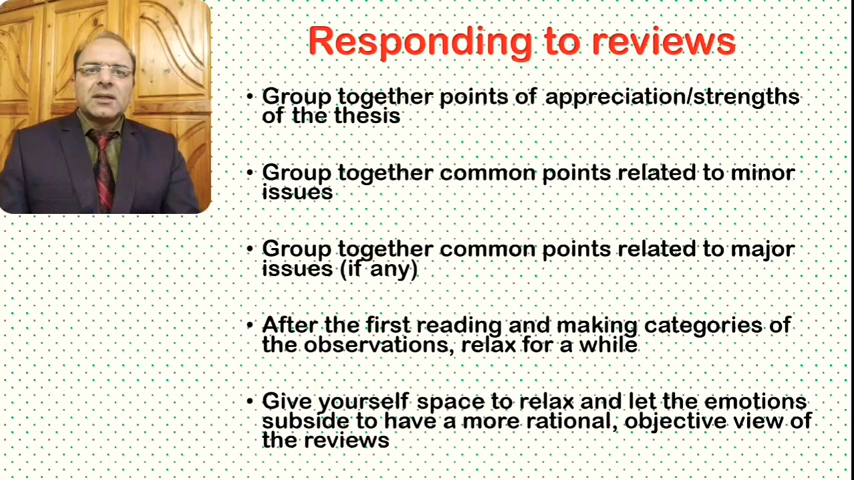 Responding to reviews
• Group together points of appreciation/strengths
of the thesis
• Group together common points related to minor
issues
• Group together common points related to major
issues (if any)
• After the first reading and making categories of
the observations, relax for a while
• Give yourself space to relax and let the emotions
subside to have a more rational, objective view of
the reviews